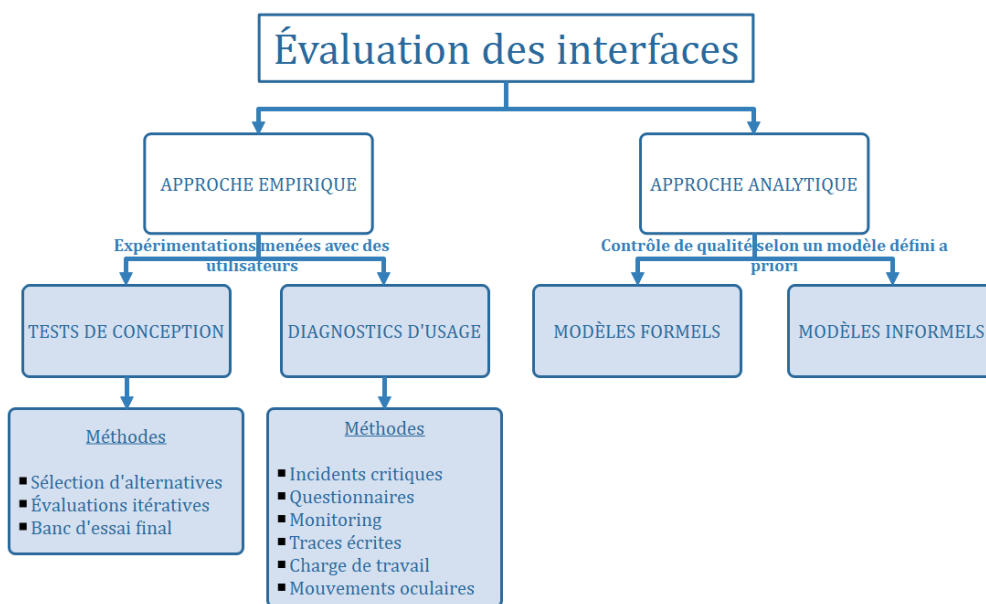 Évaluation des interfaces
APPROCHE EMPIRIQUE
APPROCHE ANALYTIQUE
Expérimentations menées avec des
utilisateurs
Contrôle de qualité selon un modèle défini a
priori
TESTS DE CONCEPTION
DIAGNOSTICS D'USAGE
MODÈLES FORMELS
MODÈLES INFORMELS
Méthodes
Sélection d'alternatives
Évaluations itératives
Banc d'essai final
Méthodes
Incidents critiques
Questionnaires
Monitoring
Traces écrites
Charge de travail
Mouvements oculaires